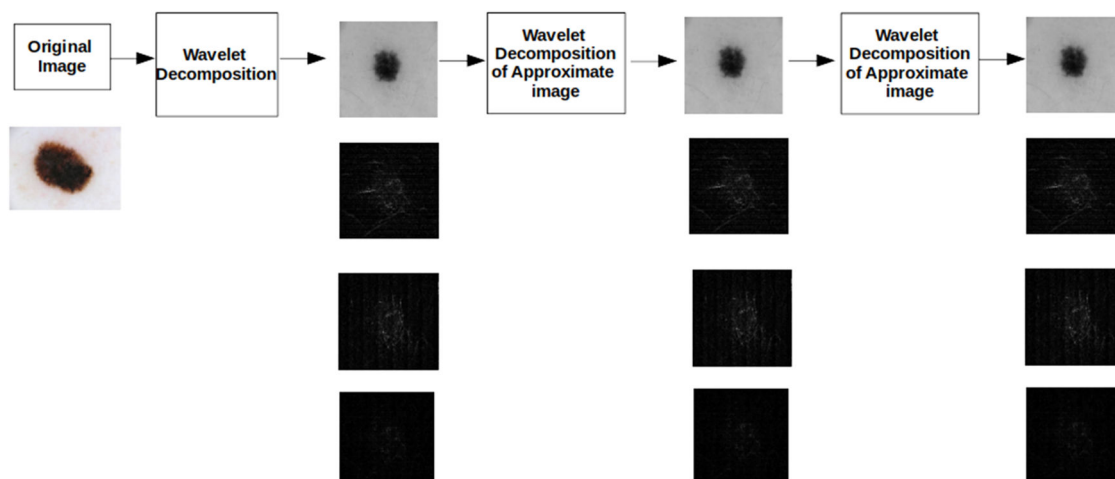 Original
Image
Wavelet
Decomposition
Wavelet
Decomposition
of Approximate
image
Wavelet
Decomposition
of Approximate
image